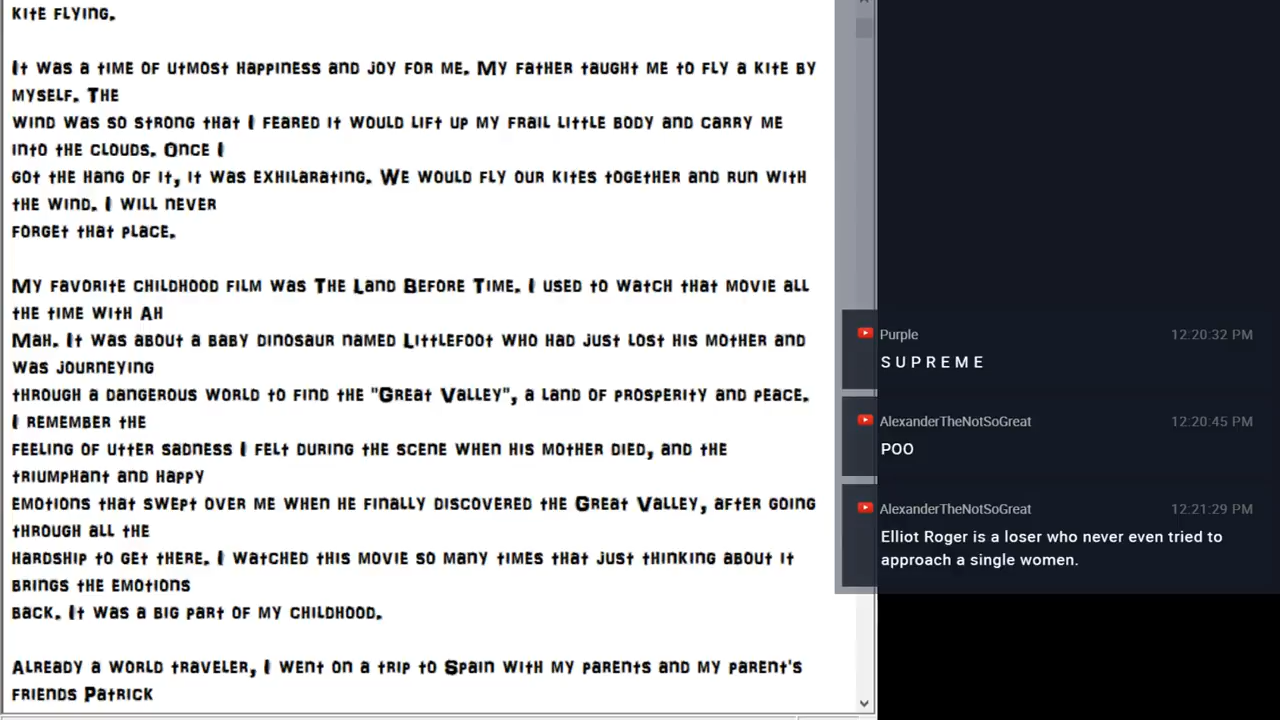 Kite flying.
It was a time of utmost happiness and joy for me. My father taught me to fly a kite by
myself. The
wind was so strong that I feared it would lift up my frail little body and carry me
into the clouds. Once I
got the hang of it, it was exhilarating. We would fly our kites together and run with
the wind. I will never
forget that place.
My favorite childhood film was The Land Before Time. I used to watch that movie all
the time with Ah
Mah. It was about a baby dinosaur named Littlefoot who had just lost his mother and
was journeying
through a dangerous world to find the "Great Valley", a land of prosperity and peace.
I remember the
feeling of utter sadness I felt during the scene when his mother died, and the
triumphant and happy
emotions that swept over me when he finally discovered the Great Valley, after going
through all the
hardship to get there. I watched this movie so many times that just thinking about it
brings the emotions
back. It was a big part of my childhood.
Already a world traveler, I went on a trip to Spain with my parents and my parent's
friends Patrick
Purple 12:20:32 PM
S U P R E M E
AlexanderTheNotSoGreat 12:20:45 PM
POO
AlexanderTheNotSoGreat 12:21:29 PM
Elliot Roger is a loser who never even tried to
approach a single women.